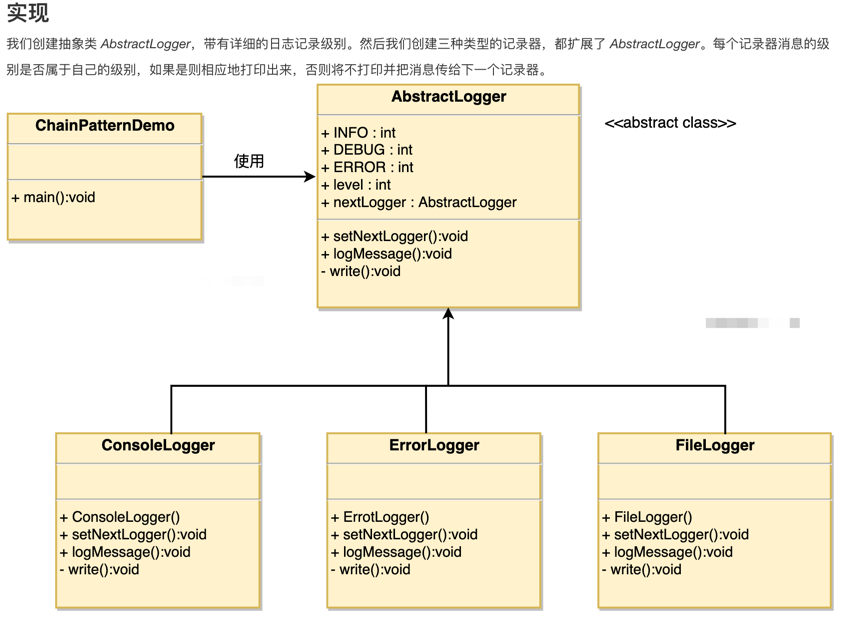 实现
我们创建抽象类 AbstractLogger，带有详细的日志记录级别。然后我们创建三种类型的记录器，都扩展了 AbstractLogger。每个记录器消息的级
别是否属于自己的级别，如果是则相应地打印出来，否则将不打印并把消息传给下一个记录器。
AbstractLogger
+ INFO : int
+ DEBUG : int
+ ERROR : int
+ level : int
+ nextLogger : AbstractLogger
+ setNextLogger():void
+ logMessage():void
- write():void
<<abstract class>>
ChainPatternDemo
+ main():void
使用
ConsoleLogger
+ ConsoleLogger()
+ setNextLogger():void
+ logMessage():void
- write():void
ErrorLogger
+ ErrotLogger()
+ setNextLogger():void
+ logMessage():void
- write():void
FileLogger
+ FileLogger()
+ setNextLogger():void
+ logMessage():void
- write():void